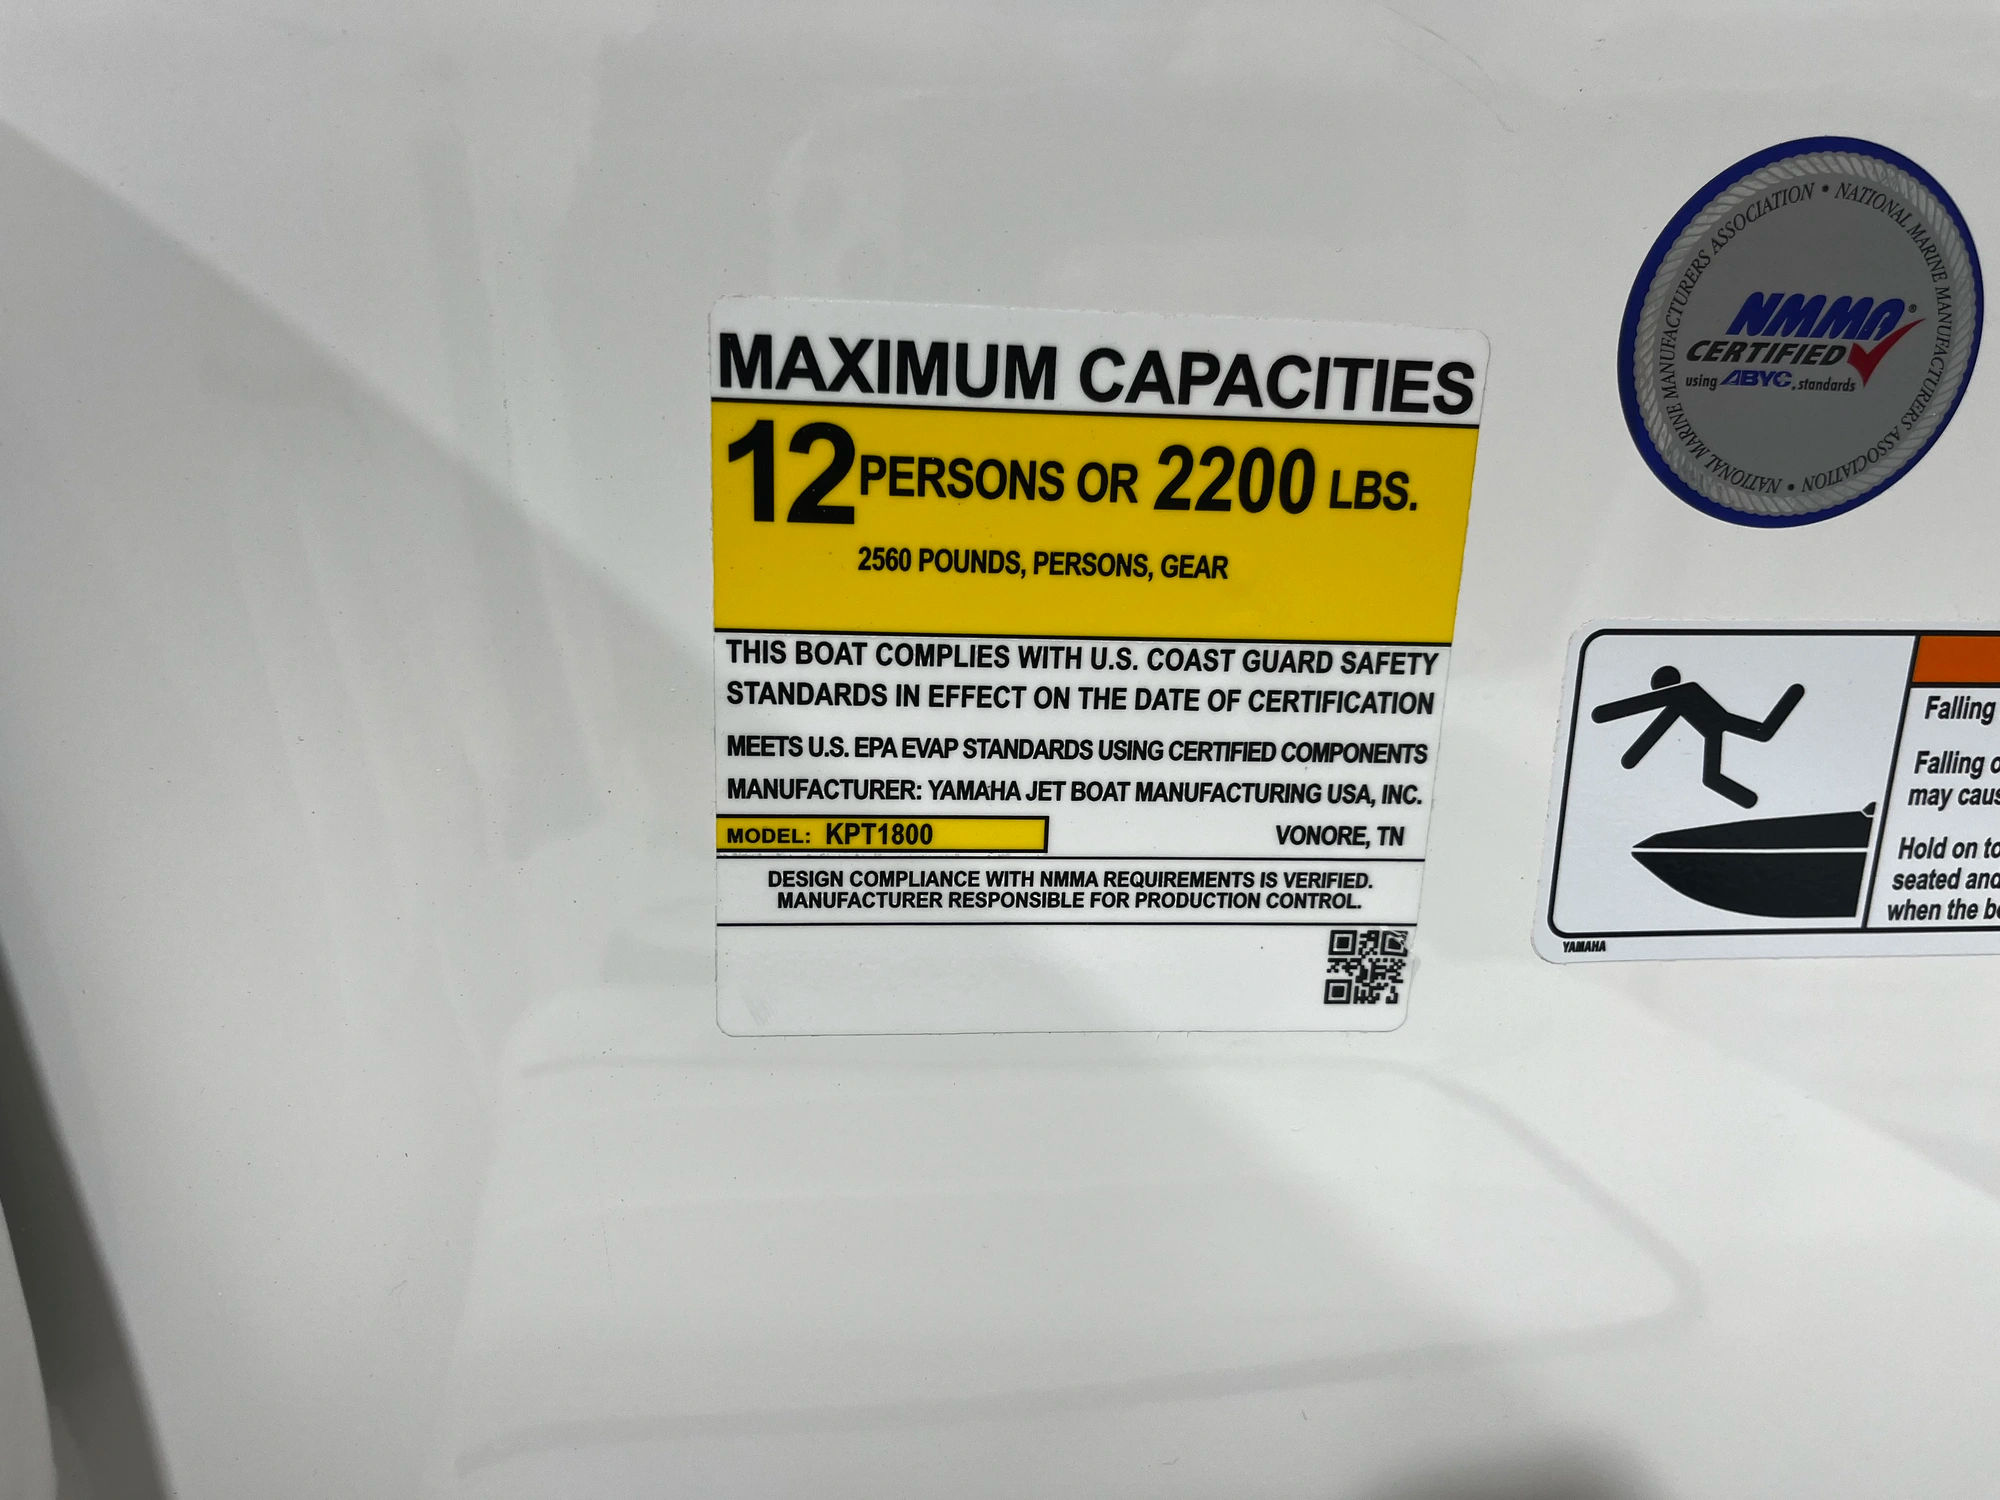 MAXIMUM CAPACITIES
12 PERSONS OR 2200 LBS.
2560 POUNDS, PERSONS, GEAR
THIS BOAT COMPLIES WITH U.S. COAST GUARD SAFETY
STANDARDS IN EFFECT ON THE DATE OF CERTIFICATION
MEETS U.S. EPA EVAP STANDARDS USING CERTIFIED COMPONENTS
MANUFACTURER: YAMAHA JET BOAT MANUFACTURING USA, INC.
MODEL: KPT1800 VONORE, TN
DESIGN COMPLIANCE WITH NMMA REQUIREMENTS IS VERIFIED.
MANUFACTURER RESPONSIBLE FOR PRODUCTION CONTROL.
NATIONAL MARINE MANUFACTURERS ASSOCIATION • NATIONAL MARINE MANUFACTURERS ASSOCIATION •
NMMA®
CERTIFIED
using ABYC. standards
Falling
Falling o
may caus
Hold on to
seated and
when the b
YAMAHA